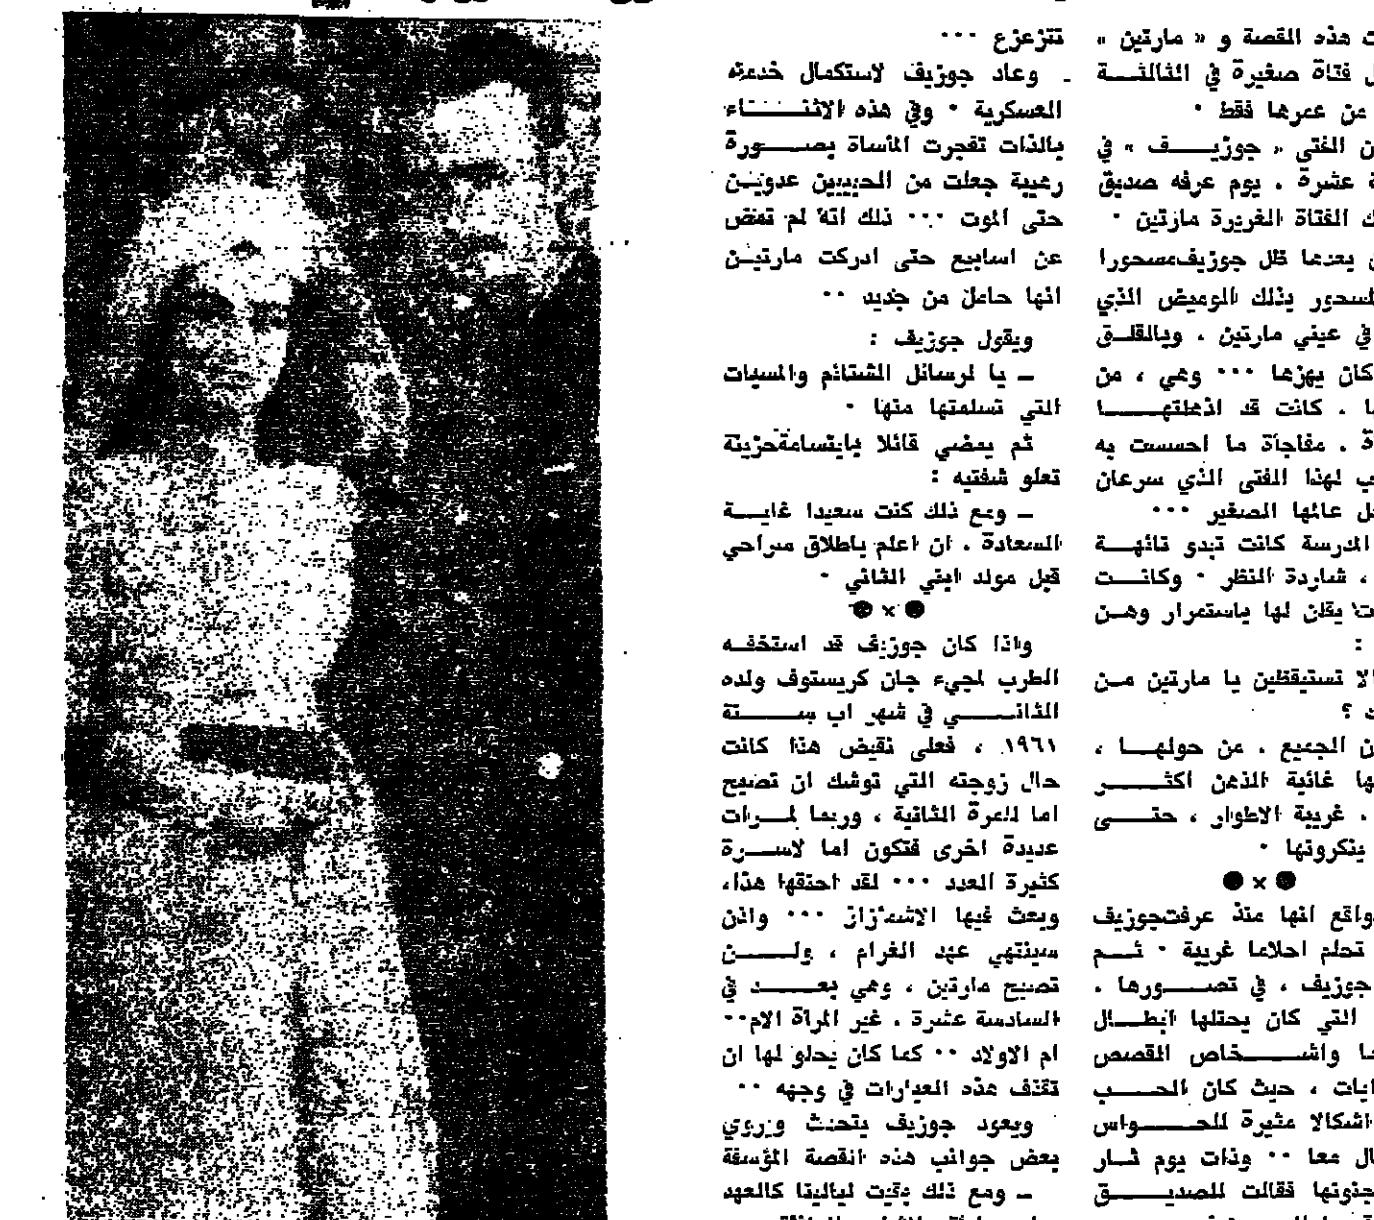 هذه القصة و « مارتين »
فتاة صغيرة في الثالثة
من عمرها فقط ·
الفتى « جوزيف » في
عشرة ، يوم عرفه صديق
الفتاة الغريرة مارتين ·
بعدها ظل جوزيف مسحورا
بذلك الوميض الذي
في عيني مارتين ، وبالقلق
كان يهزها ··· وهي ، من
، كانت قد اذهلتها
، مفاجأة ما احسست به
لهذا الفتى الذي سرعان
عالمها الصغير ···
المدرسة كانت تبدو تائهة
، شاردة النظر · وكانت
يقلن لها باستمرار وهن
:
الا تستيقظين يا مارتين من
؟
الجميع ، من حولها ،
غائبة الذهن اكثر
، غريبة الاطوار ، حتى
ينكرونها ·
● × ●
انها منذ عرفت جوزيف
تحلم احلاما غريبة · ثم
جوزيف ، في تصورها ،
التي كان يحتلها ابطال
واشخاص القصص
، حيث كان الحب
اشكالا مثيرة للحواس
معا ·· وذات يوم ثار
جنونها فقالت للصديق
تتزعزع ···
ـ وعاد جوزيف لاستكمال خدمته
العسكرية · وفي هذه الاثناء
بالذات تفجرت المأساة بصورة
رهيبة جعلت من الحبيبين عدوين
حتى الموت ··· ذلك انه لم تمض
عن اسابيع حتى ادركت مارتين
انها حامل من جديد ··
ويقول جوزيف :
ـ يا لرسائل الشتائم والسبات
التي تسلمتها منها ·
ثم يمضي قائلا بابتسامة حزينة
تعلو شفتيه :
ـ ومع ذلك كنت سعيدا غاية
السعادة ، ان اعلم باطلاق سراحي
قبل مولد ابني الثاني ·
● × ●
واذا كان جوزيف قد استخفه
الطرب لمجيء جان كريستوف ولده
الثاني في شهر اب سنة
١٩٦١ ، فعلى نقيض هذا كانت
حال زوجته التي توشك ان تصبح
اما للمرة الثانية ، وربما لمرات
عديدة اخرى فتكون اما لاسرة
كثيرة العدد ··· لقد احنقها هذا،
وبعث فيها الاشمئزاز ··· واذن
سينتهي عهد الغرام ، ولن
تصبح مارتين ، وهي بعد في
السادسة عشرة ، غير المرأة الام··
ام الاولاد ·· كما كان يحلو لها ان
تقذف هذه العبارات في وجهه ··
ويعود جوزيف يتحدث ويروي
بعض جوانب هذه القصة المؤسفة
ـ ومع ذلك بقيت ليالينا كالعهد